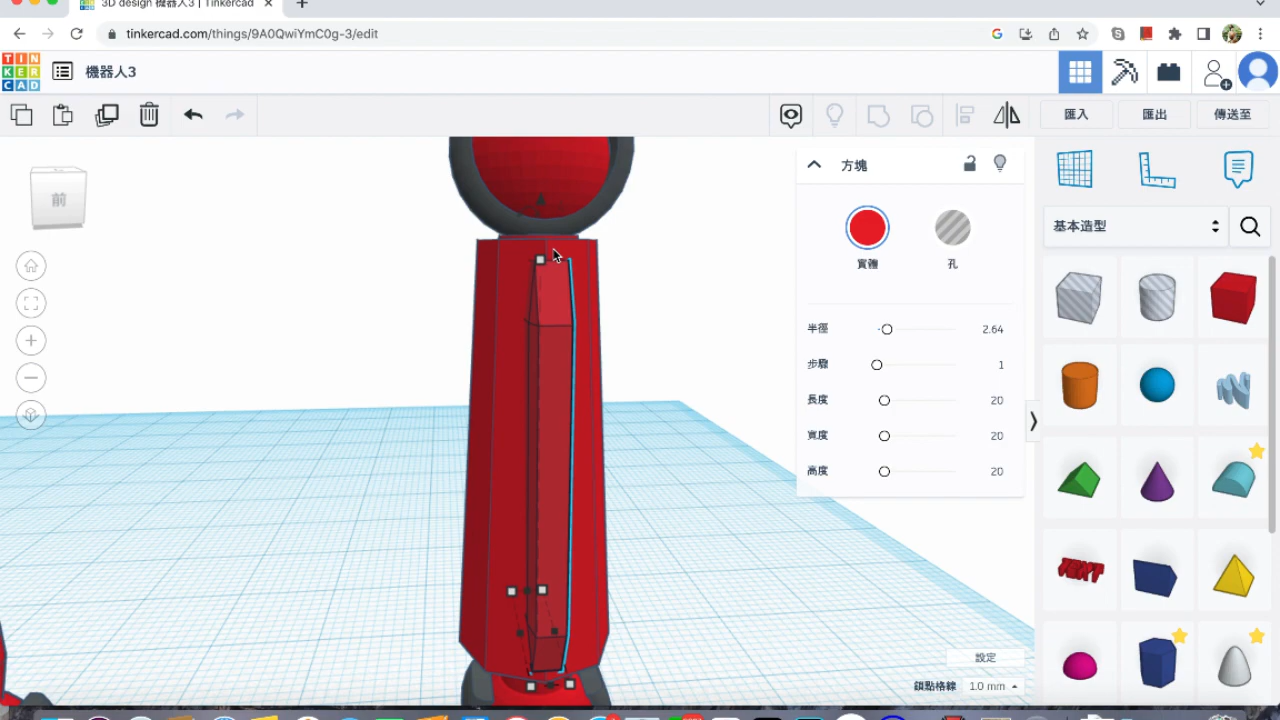 3D design 機器人3 | Tinkercad
tinkercad.com/things/9A0QwiYmC0g-3/edit
TIN
KER
CAD
機器人3
匯入
匯出
傳送至
前
方塊
實體
孔
半徑 2.64
步驟 1
長度 20
寬度 20
高度 20
基本造型
TEXT
設定
鎖點格線 1.0 mm